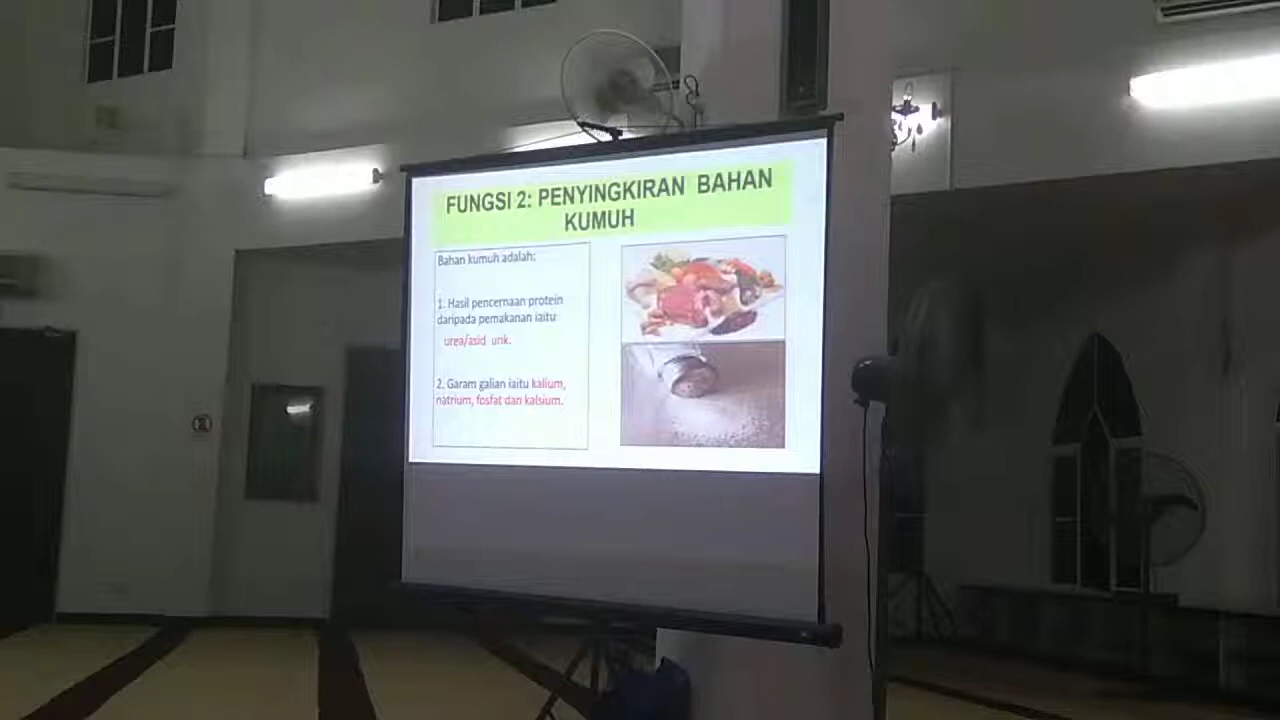 FUNGSI 2: PENYINGKIRAN BAHAN
KUMUH
Bahan kumuh adalah:
1. Hasil pencernaan protein
daripada pemakanan iaitu
urea/asid urik.
2. Garam galian iaitu kalium,
natrium, fosfat dan kalsium.